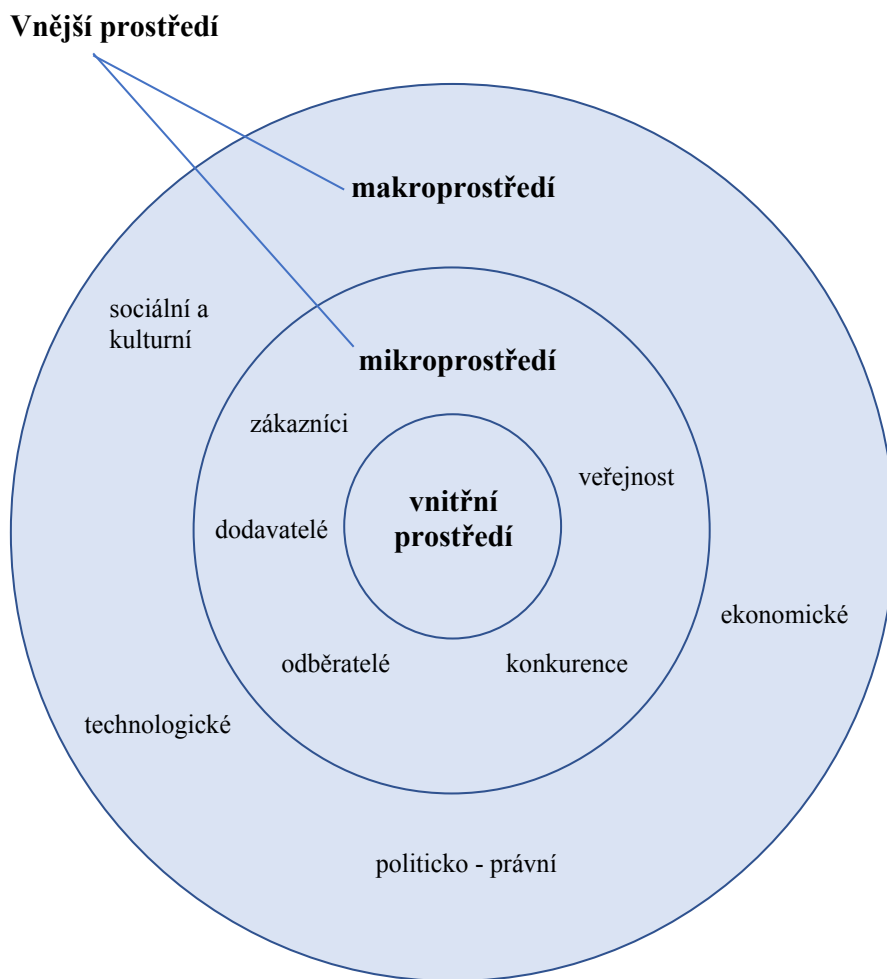 Vnější prostředí
makroprostředí
sociální a
kulturní
mikroprostředí
zákazníci
veřejnost
vnitřní
prostředí
dodavatelé
ekonomické
odběratelé
konkurence
technologické
politicko - právní